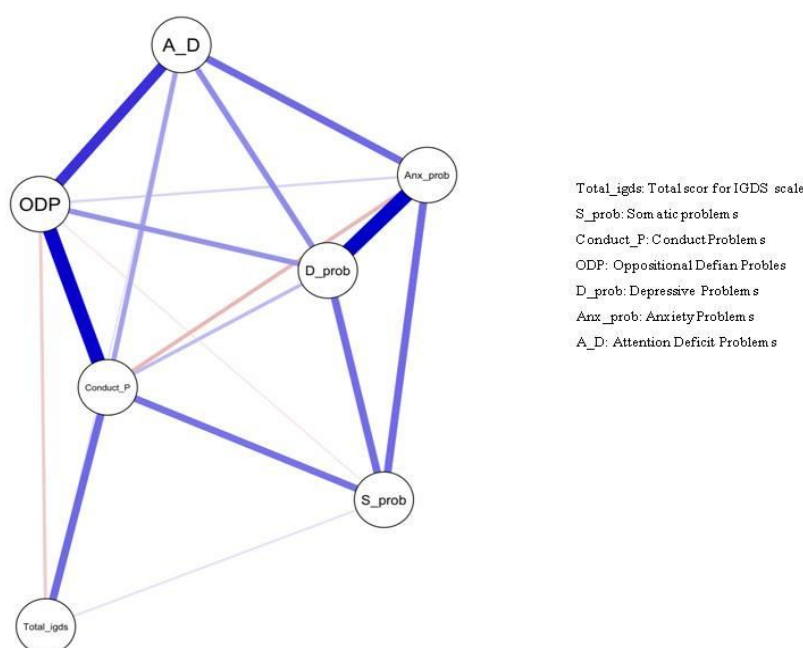 A_D
Anx_prob
ODP
D_prob
Conduct_P
S_prob
Total_igds
Total_igds: Total scor for IGDS scale
S_prob: Somatic problems
Conduct_P: Conduct Problems
ODP: Oppositional Defian Probles
D_prob: Depressive Problems
Anx_prob: Anxiety Problems
A_D: Attention Deficit Problems